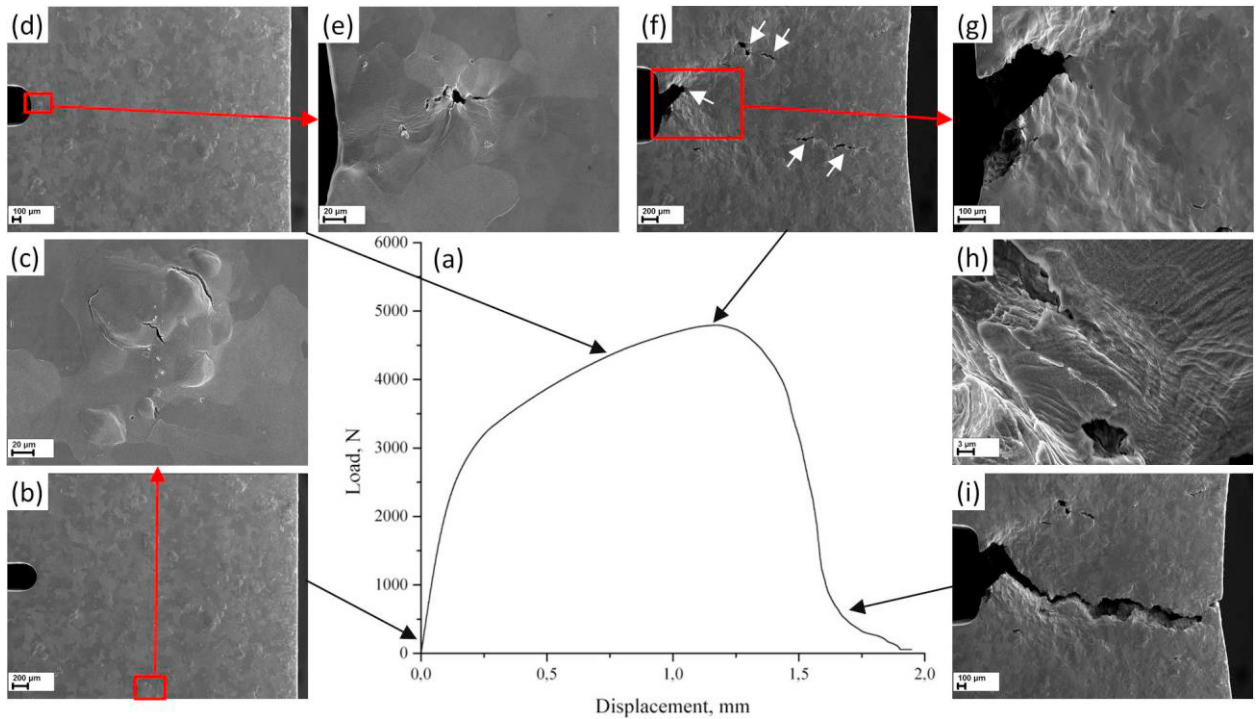 (d)
100 µm
(e)
20 µm
(f)
200 µm
(g)
100 µm
(c)
20 µm
(b)
200 µm
(a)
6000
5000
4000
3000
2000
1000
0
Load, N
0,0
0,5
1,0
1,5
2,0
Displacement, mm
(h)
3 µm
(i)
100 µm